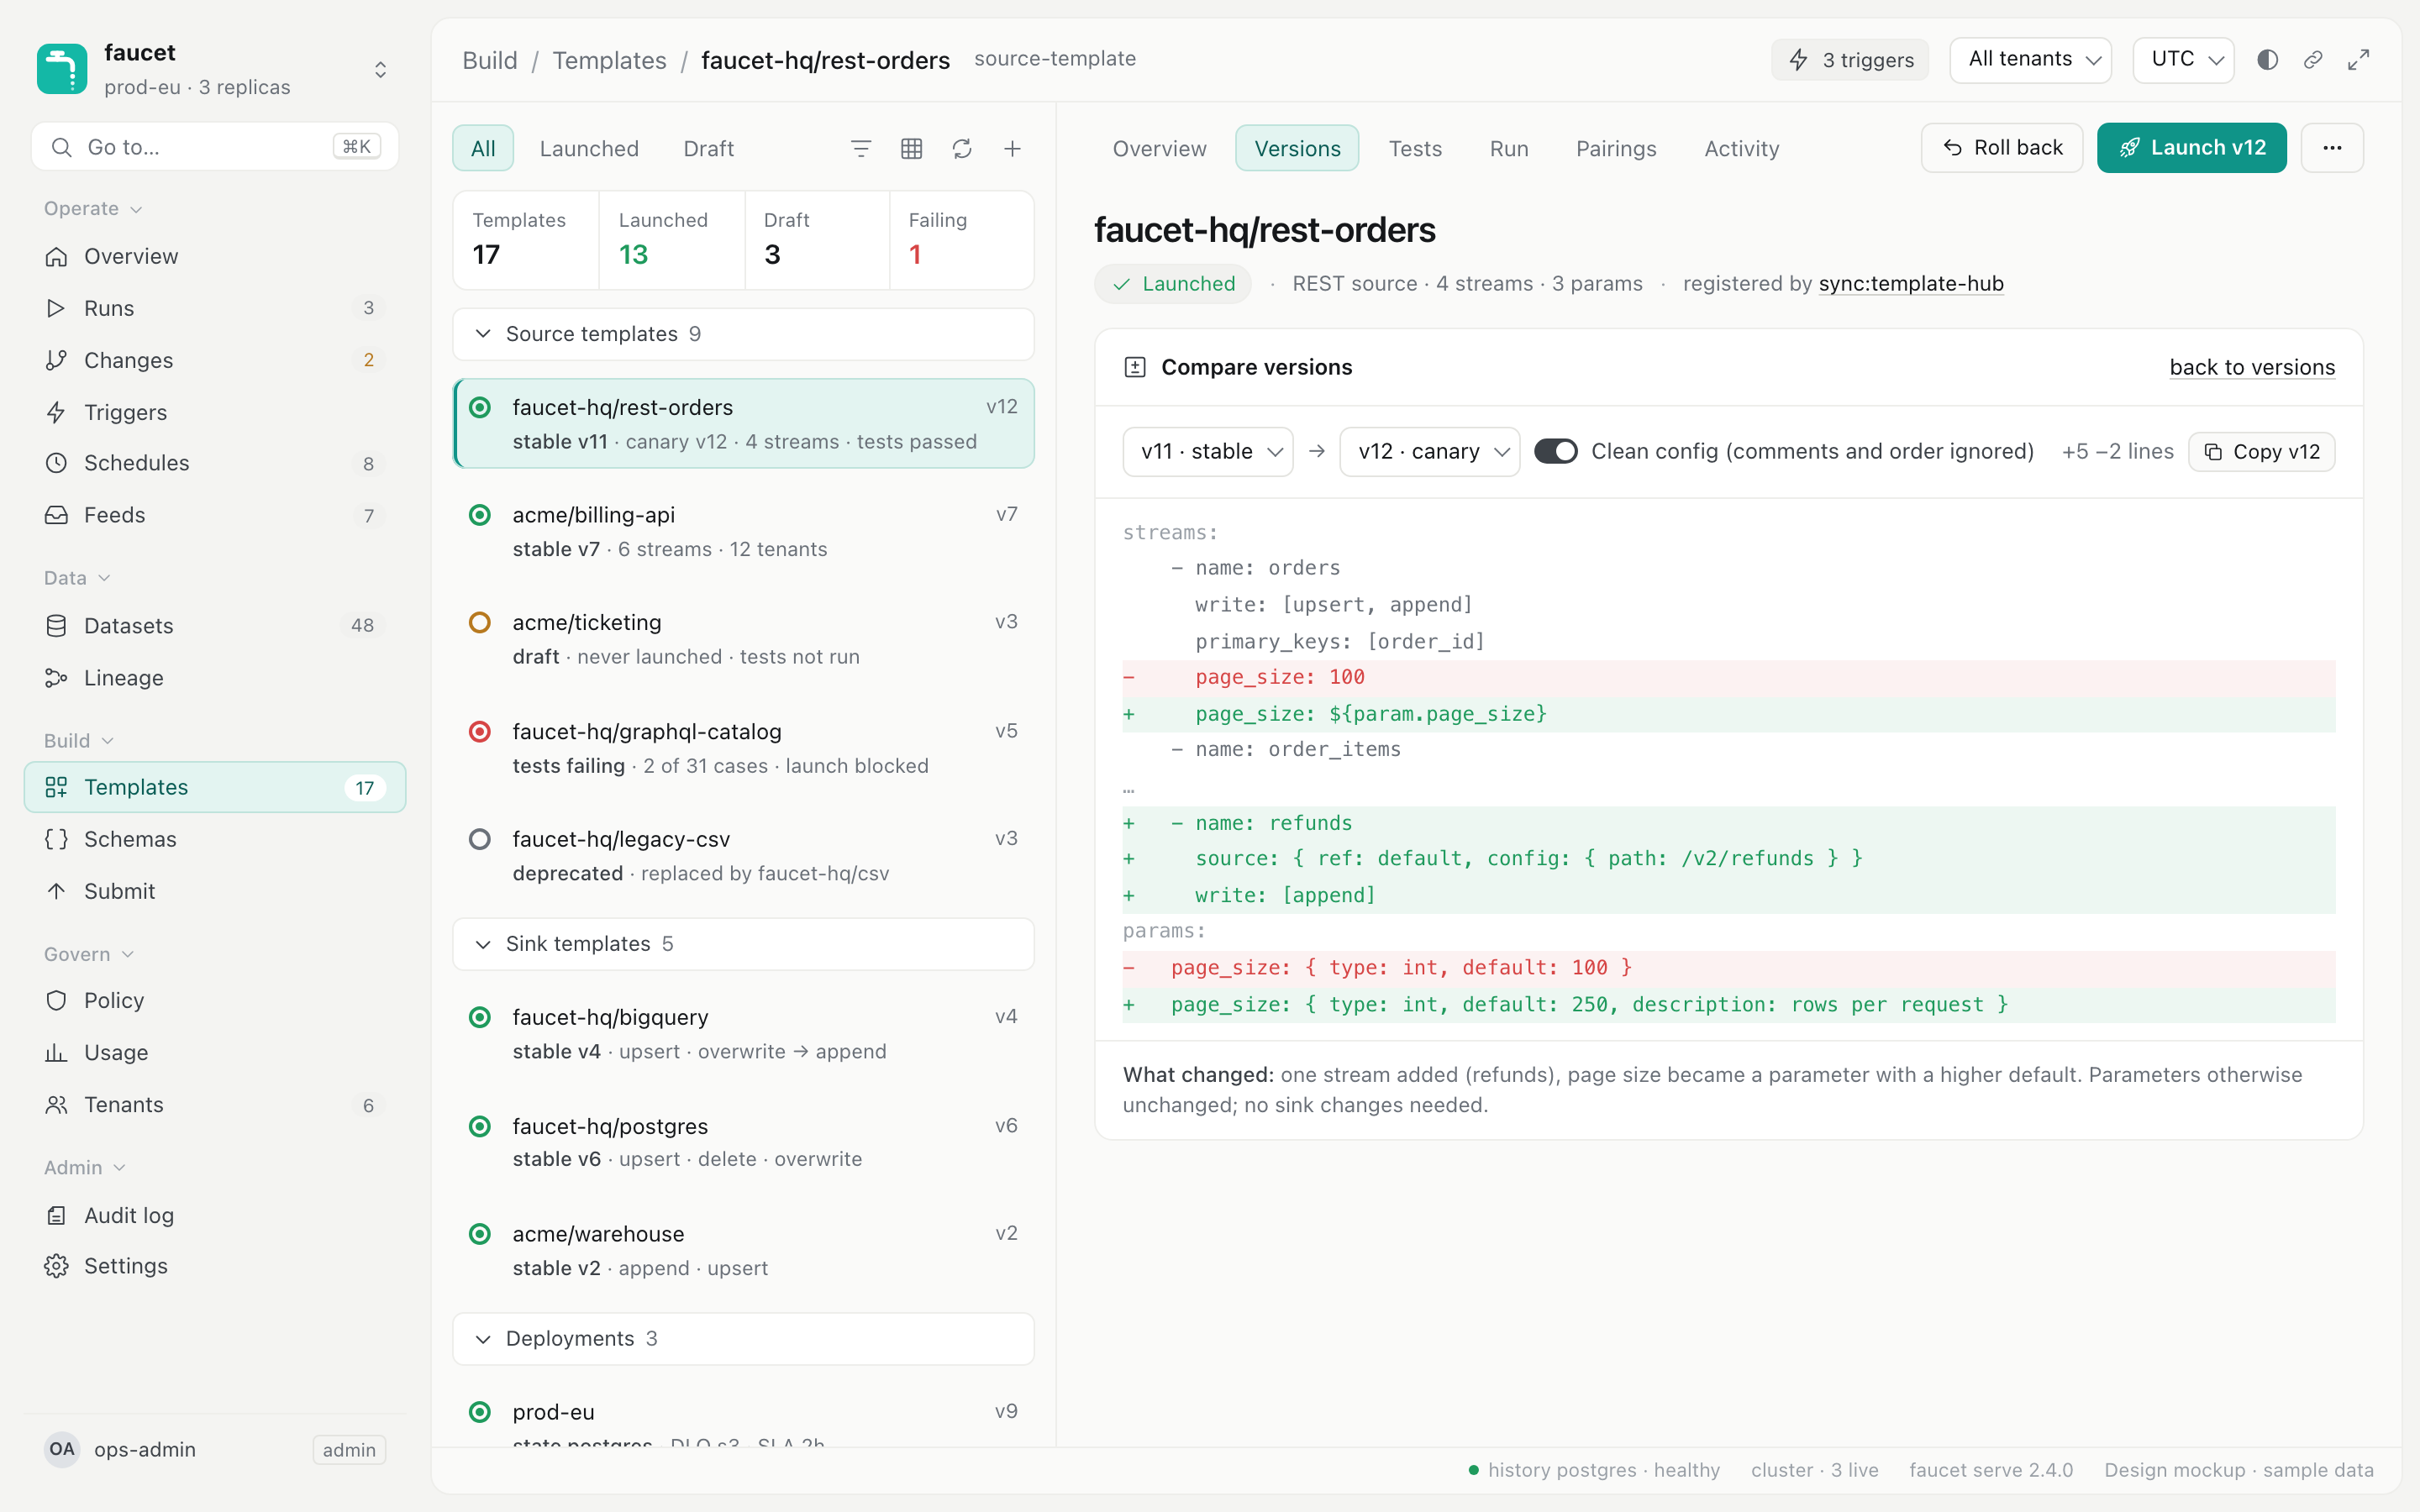 faucet
prod-eu · 3 replicas
Go to...
⌘K
Operate
Overview
Runs 3
Changes 2
Triggers
Schedules 8
Feeds 7
Data
Datasets 48
Lineage
Build
Templates 17
Schemas
Submit
Govern
Policy
Usage
Tenants 6
Admin
Audit log
Settings
OA ops-admin admin
Build / Templates / faucet-hq/rest-orders source-template
3 triggers
All tenants
UTC
All Launched Draft
Templates Launched Draft Failing
17 13 3 1
Source templates 9
faucet-hq/rest-orders v12
stable v11 · canary v12 · 4 streams · tests passed
acme/billing-api v7
stable v7 · 6 streams · 12 tenants
acme/ticketing v3
draft · never launched · tests not run
faucet-hq/graphql-catalog v5
tests failing · 2 of 31 cases · launch blocked
faucet-hq/legacy-csv v3
deprecated · replaced by faucet-hq/csv
Sink templates 5
faucet-hq/bigquery v4
stable v4 · upsert · overwrite → append
faucet-hq/postgres v6
stable v6 · upsert · delete · overwrite
acme/warehouse v2
stable v2 · append · upsert
Deployments 3
prod-eu v9
state postgres · DLQ s3 · SLA 2h
Overview Versions Tests Run Pairings Activity
Roll back
Launch v12
faucet-hq/rest-orders
Launched · REST source · 4 streams · 3 params · registered by sync:template-hub
Compare versions
back to versions
v11 · stable → v12 · canary Clean config (comments and order ignored) +5 −2 lines Copy v12
streams:
− name: orders
write: [upsert, append]
primary_keys: [order_id]
− page_size: 100
+ page_size: ${param.page_size}
− name: order_items
…
+ − name: refunds
+ source: { ref: default, config: { path: /v2/refunds } }
+ write: [append]
params:
− page_size: { type: int, default: 100 }
+ page_size: { type: int, default: 250, description: rows per request }
What changed: one stream added (refunds), page size became a parameter with a higher default. Parameters otherwise
unchanged; no sink changes needed.
history postgres · healthy cluster · 3 live faucet serve 2.4.0 Design mockup · sample data